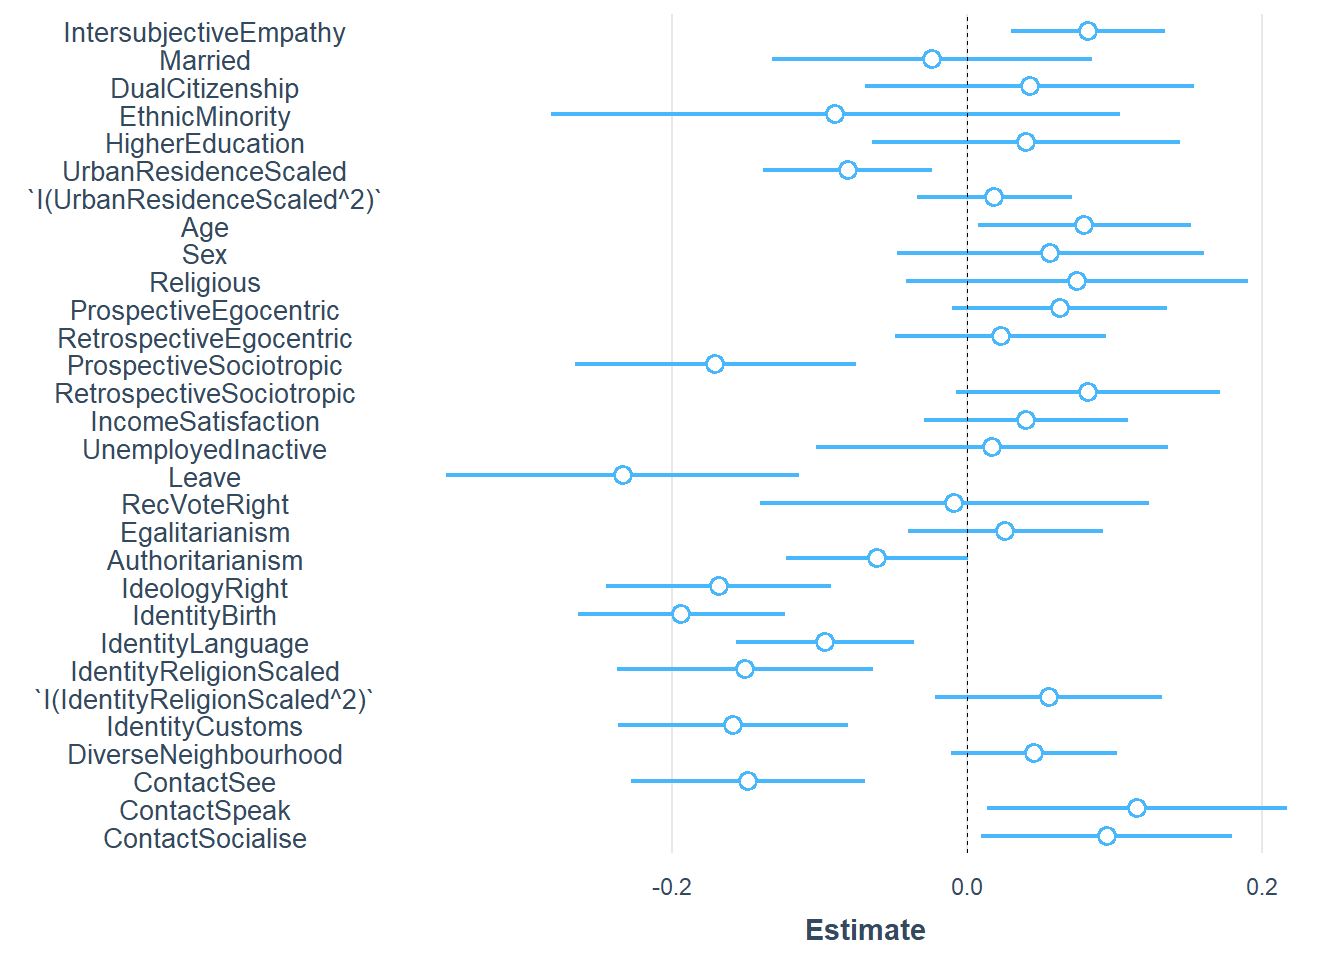 IntersubjectiveEmpathy
Married
DualCitizenship
EthnicMinority
HigherEducation
UrbanResidenceScaled
`I(UrbanResidenceScaled^2)`
Age
Sex
Religious
ProspectiveEgocentric
RetrospectiveEgocentric
ProspectiveSociotropic
RetrospectiveSociotropic
IncomeSatisfaction
UnemployedInactive
Leave
RecVoteRight
Egalitarianism
Authoritarianism
IdeologyRight
IdentityBirth
IdentityLanguage
IdentityReligionScaled
`I(IdentityReligionScaled^2)`
IdentityCustoms
DiverseNeighbourhood
ContactSee
ContactSpeak
ContactSocialise
-0.2 0.0 0.2
Estimate